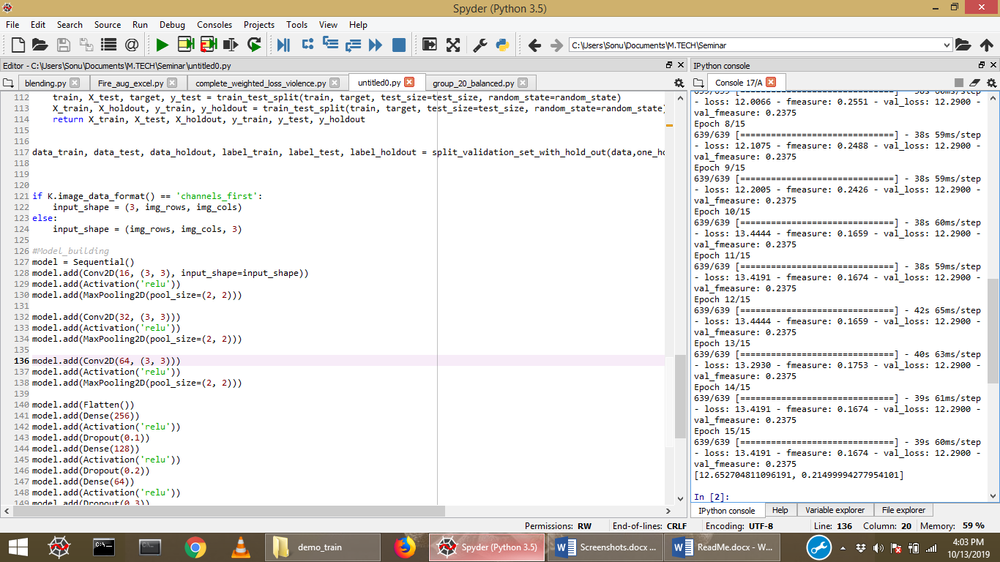 Spyder (Python 3.5)
File Edit Search Source Run Debug Consoles Projects Tools View Help
C:\Users\Sonu\Documents\M.TECH\Seminar
Editor - C:\Users\Sonu\Documents\M.TECH\Seminar\untitled0.py
blending.py Fire_aug_excel.py complete_weighted_loss_violence.py untitled0.py group_20_balanced.py
112 train, X_test, target, y_test = train_test_split(train, target, test_size=test_size, random_state=random_state)
113 X_train, X_holdout, y_train, y_holdout = train_test_split(train, target, test_size=test_size, random_state=random_state)
114 return X_train, X_test, X_holdout, y_train, y_test, y_holdout
115
116
117 data_train, data_test, data_holdout, label_train, label_test, label_holdout = split_validation_set_with_hold_out(data,one_ho
118
119
120
121 if K.image_data_format() == 'channels_first':
122 input_shape = (3, img_rows, img_cols)
123 else:
124 input_shape = (img_rows, img_cols, 3)
125
126 #Model_building
127 model = Sequential()
128 model.add(Conv2D(16, (3, 3), input_shape=input_shape))
129 model.add(Activation('relu'))
130 model.add(MaxPooling2D(pool_size=(2, 2)))
131
132 model.add(Conv2D(32, (3, 3)))
133 model.add(Activation('relu'))
134 model.add(MaxPooling2D(pool_size=(2, 2)))
135
136 model.add(Conv2D(64, (3, 3)))
137 model.add(Activation('relu'))
138 model.add(MaxPooling2D(pool_size=(2, 2)))
139
140 model.add(Flatten())
141 model.add(Dense(256))
142 model.add(Activation('relu'))
143 model.add(Dropout(0.1))
144 model.add(Dense(128))
145 model.add(Activation('relu'))
146 model.add(Dropout(0.2))
147 model.add(Dense(64))
148 model.add(Activation('relu'))
149 model.add(Dropout(0.3))
IPython console
Console 17/A
639/639 [==============================] - 38s 60ms/step
- loss: 12.0066 - fmeasure: 0.2551 - val_loss: 12.2900 -
val_fmeasure: 0.2375
Epoch 8/15
639/639 [==============================] - 38s 59ms/step
- loss: 12.1075 - fmeasure: 0.2488 - val_loss: 12.2900 -
val_fmeasure: 0.2375
Epoch 9/15
639/639 [==============================] - 38s 59ms/step
- loss: 12.2005 - fmeasure: 0.2426 - val_loss: 12.2900 -
val_fmeasure: 0.2375
Epoch 10/15
639/639 [==============================] - 38s 60ms/step
- loss: 13.4444 - fmeasure: 0.1659 - val_loss: 12.2900 -
val_fmeasure: 0.2375
Epoch 11/15
639/639 [==============================] - 38s 59ms/step
- loss: 13.4191 - fmeasure: 0.1674 - val_loss: 12.2900 -
val_fmeasure: 0.2375
Epoch 12/15
639/639 [==============================] - 42s 65ms/step
- loss: 13.4444 - fmeasure: 0.1659 - val_loss: 12.2900 -
val_fmeasure: 0.2375
Epoch 13/15
639/639 [==============================] - 40s 63ms/step
- loss: 13.2930 - fmeasure: 0.1753 - val_loss: 12.2900 -
val_fmeasure: 0.2375
Epoch 14/15
639/639 [==============================] - 39s 61ms/step
- loss: 13.4191 - fmeasure: 0.1674 - val_loss: 12.2900 -
val_fmeasure: 0.2375
Epoch 15/15
639/639 [==============================] - 39s 60ms/step
- loss: 13.4191 - fmeasure: 0.1674 - val_loss: 12.2900 -
val_fmeasure: 0.2375
[12.652704811096191, 0.21499994277954101]
In [2]:
IPython console Help Variable explorer File explorer
Permissions: RW End-of-lines: CRLF Encoding: UTF-8 Line: 136 Column: 20 Memory: 59 %
demo_train Spyder (Python 3.5) Screenshots.docx ... ReadMe.docx - W...
4:03 PM
10/13/2019